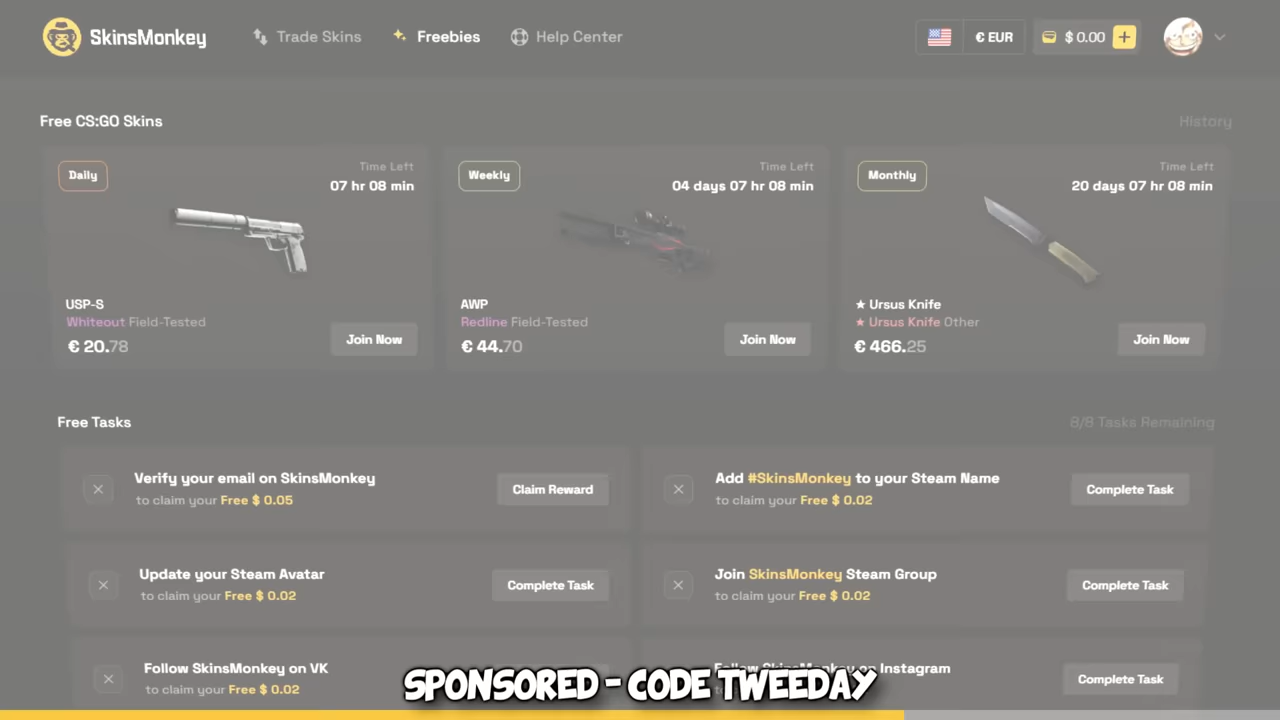 SkinsMonkey
Trade Skins
Freebies
Help Center
€ EUR
$ 0.00
Free CS:GO Skins
History
Daily
Time Left
07 hr 08 min
USP-S
Whiteout Field-Tested
€ 20.78
Join Now
Weekly
Time Left
04 days 07 hr 08 min
AWP
Redline Field-Tested
€ 44.70
Join Now
Monthly
Time Left
20 days 07 hr 08 min
★ Ursus Knife
★ Ursus Knife Other
€ 466.25
Join Now
Free Tasks
8/8 Tasks Remaining
Verify your email on SkinsMonkey
to claim your Free $ 0.05
Claim Reward
Add #SkinsMonkey to your Steam Name
to claim your Free $ 0.02
Complete Task
Update your Steam Avatar
to claim your Free $ 0.02
Complete Task
Join SkinsMonkey Steam Group
to claim your Free $ 0.02
Complete Task
Follow SkinsMonkey on VK
to claim your Free $ 0.02
Follow SkinsMonkey on Instagram
Complete Task
SPONSORED - CODE TWEEDAY